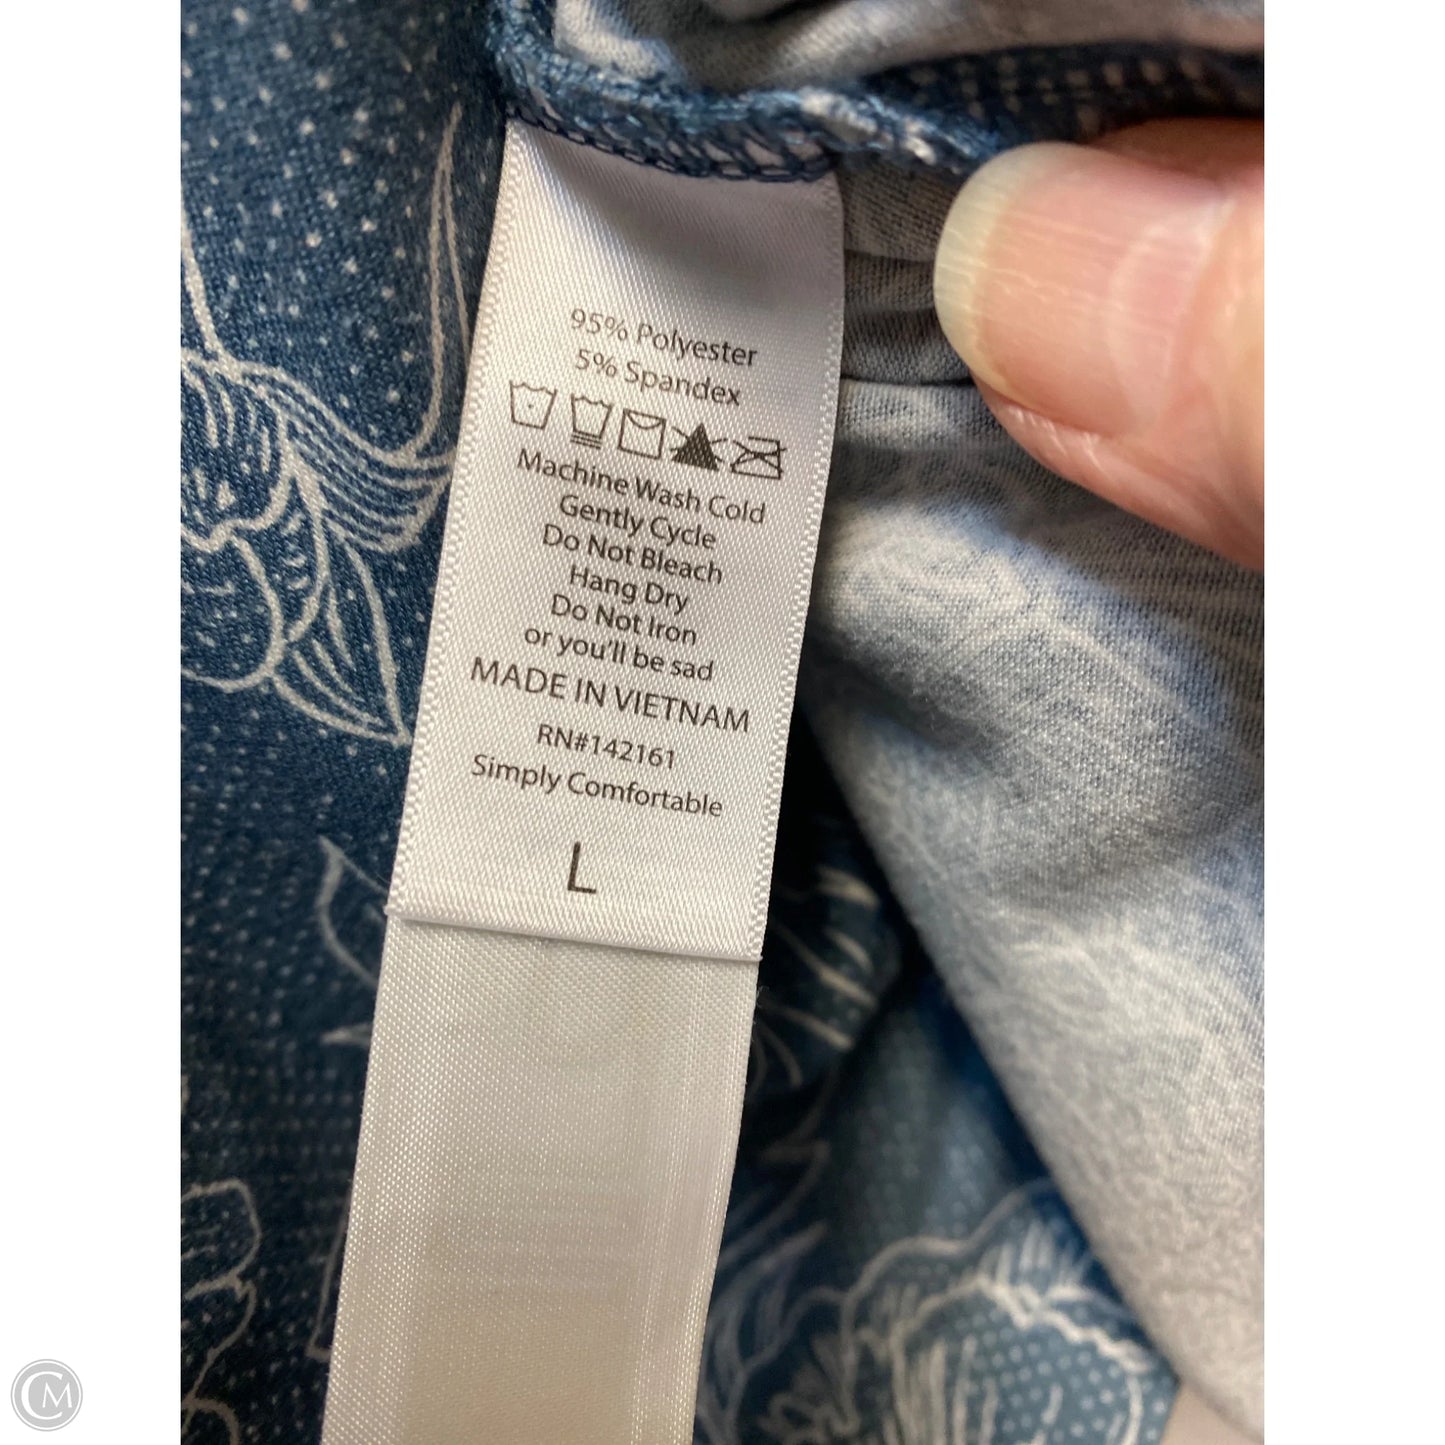 95% Polyester
5% Spandex
Machine Wash Cold
Gently Cycle
Do Not Bleach
Hang Dry
Do Not Iron
or you'll be sad
MADE IN VIETNAM
RN#142161
Simply Comfortable
L
CM